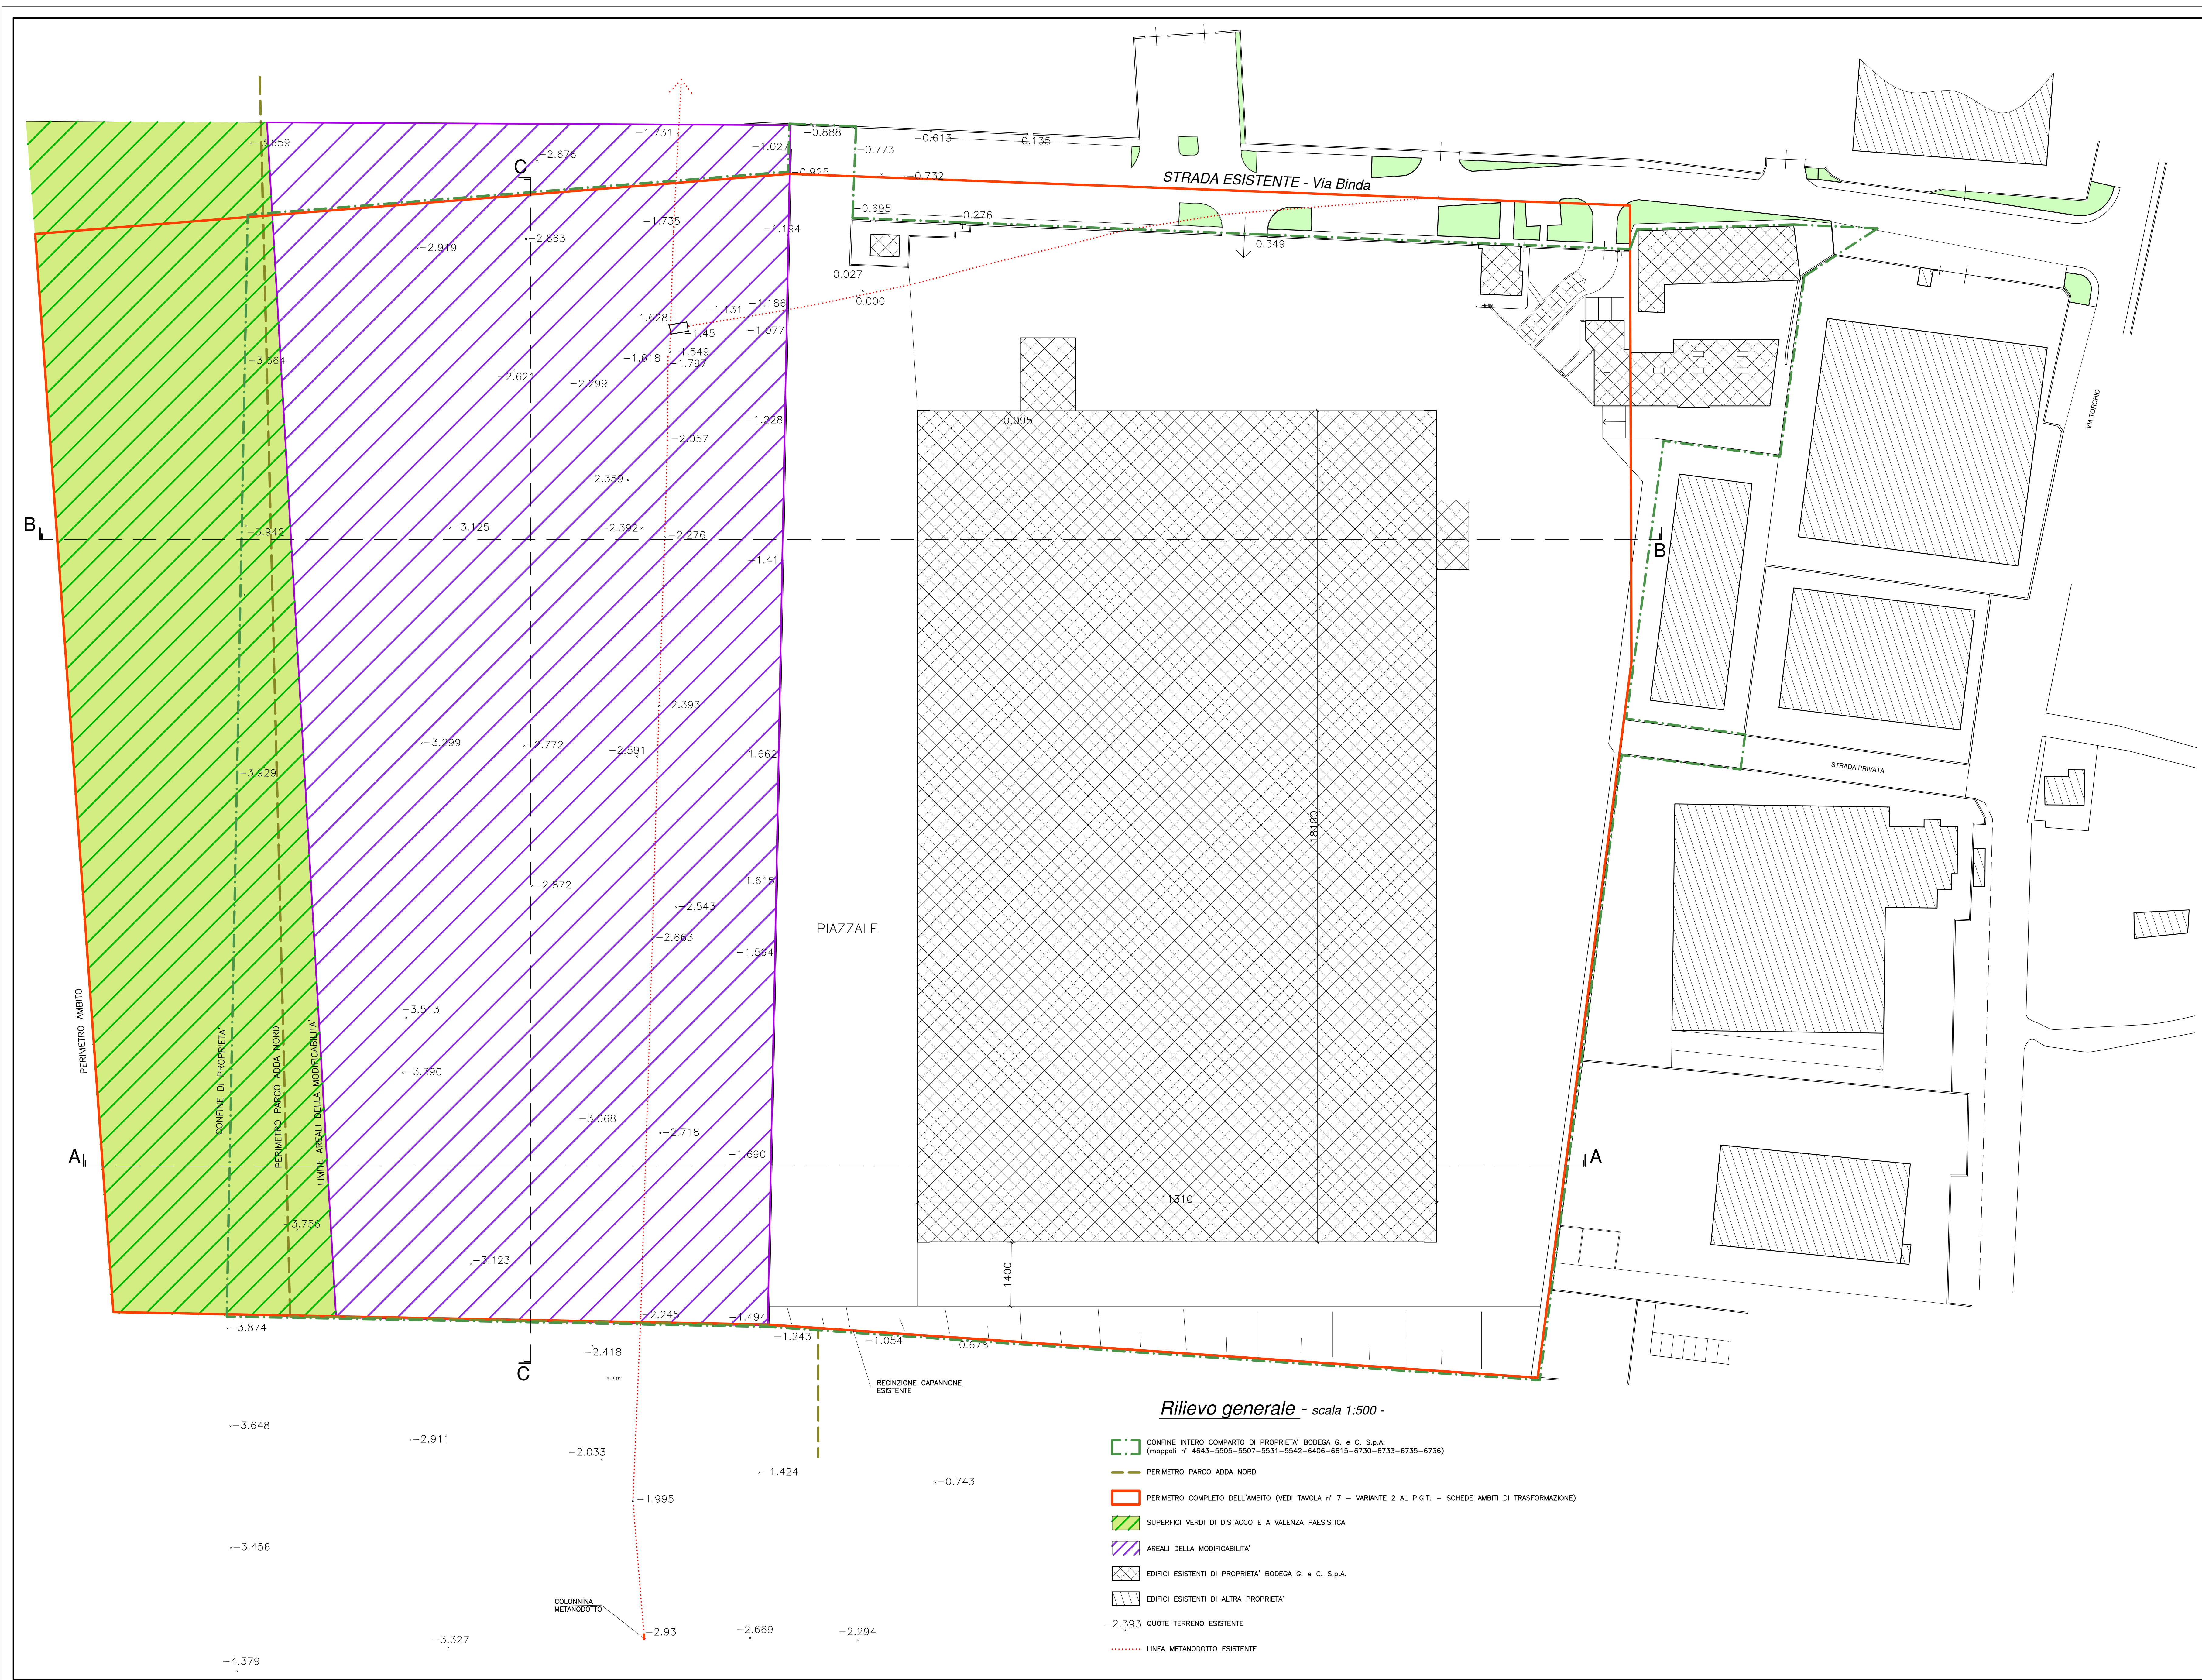 -1.731
-0.888
-0.613
-0.135
-3.659
-2.676
-1.027
-0.773
C
-0.925
-0.732
STRADA ESISTENTE - Via Binda
-0.695
-0.276
-1.735
-1.194
-2.919
-2.663
0.349
0.027
0.000
-1.186
-1.131
-1.628
-1.45
-1.077
-1.549
-1.618
-1.797
-3.564
-2.621
-2.299
VIA TORCHIO
-1.228
0.095
-2.057
-2.359
B
-3.125
-2.392
-3.942
-2.276
B
-1.41
-2.393
-3.299
-2.772
-2.591
-1.662
-3.929
STRADA PRIVATA
18100
-2.872
-1.615
-2.543
PIAZZALE
-2.663
-1.594
PERIMETRO AMBITO
CONFINE DI PROPRIETA'
PERIMETRO PARCO ADDA NORD
LIMITE AREALI DELLA MODIFICABILITA'
-3.513
-3.390
-3.068
-2.718
-1.690
A
A
11310
-3.756
-3.123
1400
-2.245
-1.494
-3.874
-1.243
-1.054
-0.678
-2.418
C
-2.191
RECINZIONE CAPANNONE
ESISTENTE
-3.648
-2.911
-2.033
-1.424
-0.743
-1.995
-3.456
COLONNINA
METANODOTTO
-2.93
-2.669
-2.294
-3.327
-4.379
Rilievo generale - scala 1:500 -
CONFINE INTERO COMPARTO DI PROPRIETA' BODEGA G. e C. S.p.A.
(mappali n° 4643-5505-5507-5531-5542-6406-6615-6730-6733-6735-6736)
PERIMETRO PARCO ADDA NORD
PERIMETRO COMPLETO DELL'AMBITO (VEDI TAVOLA n° 7 - VARIANTE 2 AL P.G.T. - SCHEDE AMBITI DI TRASFORMAZIONE)
SUPERFICI VERDI DI DISTACCO E A VALENZA PAESISTICA
AREALI DELLA MODIFICABILITA'
EDIFICI ESISTENTI DI PROPRIETA' BODEGA G. e C. S.p.A.
EDIFICI ESISTENTI DI ALTRA PROPRIETA'
-2.393 QUOTE TERRENO ESISTENTE
LINEA METANODOTTO ESISTENTE